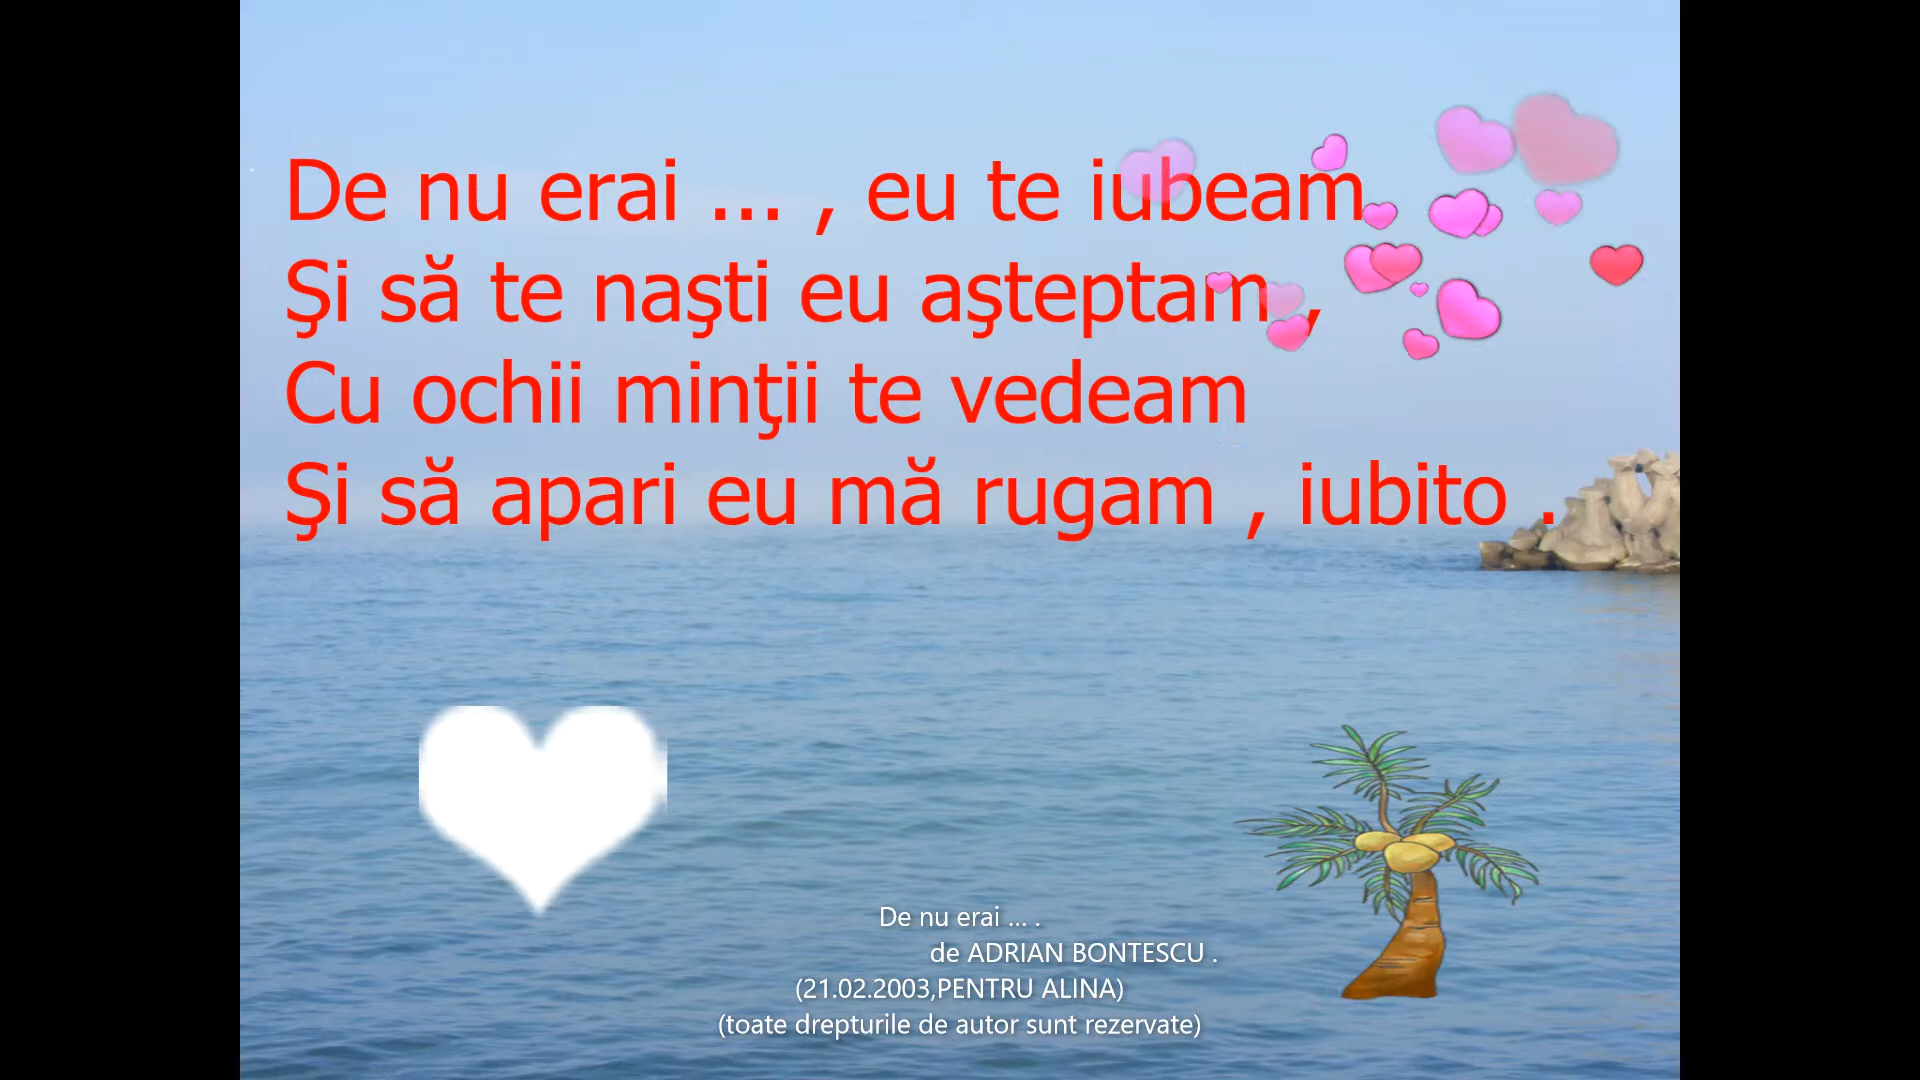 De nu erai ... , eu te iubeam
Şi să te naşti eu aşteptam ,
Cu ochii minţii te vedeam
Şi să apari eu mă rugam , iubito .
De nu erai ... .
de ADRIAN BONTESCU .
(21.02.2003,PENTRU ALINA)
(toate drepturile de autor sunt rezervate)